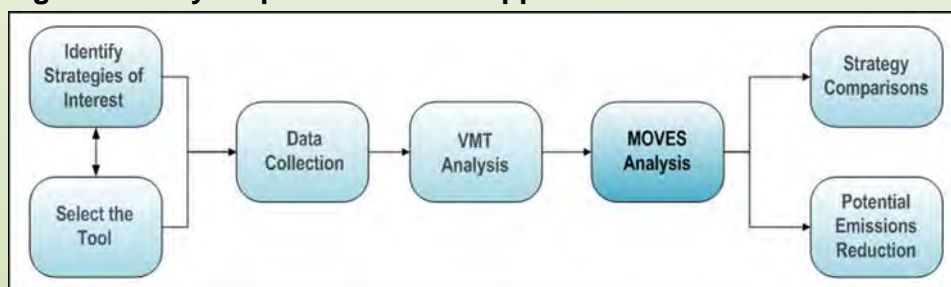 Identify
Strategies of
Interest
Select the
Tool
Data
Collection
VMT
Analysis
MOVES
Analysis
Strategy
Comparisons
Potential
Emissions
Reduction